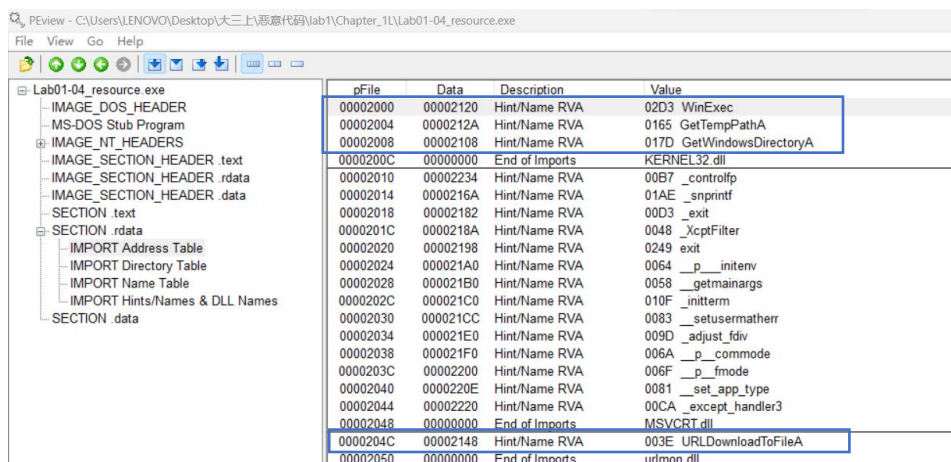 PEview - C:\Users\LENOVO\Desktop\大三上\恶意代码\lab1\Chapter_1L\Lab01-04_resource.exe
File View Go Help
Lab01-04_resource.exe
IMAGE_DOS_HEADER
MS-DOS Stub Program
IMAGE_NT_HEADERS
IMAGE_SECTION_HEADER .text
IMAGE_SECTION_HEADER .rdata
IMAGE_SECTION_HEADER .data
SECTION .text
SECTION .rdata
IMPORT Address Table
IMPORT Directory Table
IMPORT Name Table
IMPORT Hints/Names & DLL Names
SECTION .data
pFile Data Description Value
00002000 00002120 Hint/Name RVA 02D3 WinExec
00002004 0000212A Hint/Name RVA 0165 GetTempPathA
00002008 00002108 Hint/Name RVA 017D GetWindowsDirectoryA
0000200C 00000000 End of Imports KERNEL32.dll
00002010 00002234 Hint/Name RVA 00B7 _controlfp
00002014 0000216A Hint/Name RVA 01AE _snprintf
00002018 00002182 Hint/Name RVA 00D3 _exit
0000201C 0000218A Hint/Name RVA 0048 _XcptFilter
00002020 00002198 Hint/Name RVA 0249 exit
00002024 000021A0 Hint/Name RVA 0064 __p___initenv
00002028 000021B0 Hint/Name RVA 0058 __getmainargs
0000202C 000021C0 Hint/Name RVA 010F _initterm
00002030 000021CC Hint/Name RVA 0083 __setusermatherr
00002034 000021E0 Hint/Name RVA 009D _adjust_fdiv
00002038 000021F0 Hint/Name RVA 006A __p__commode
0000203C 00002200 Hint/Name RVA 006F __p__fmode
00002040 0000220E Hint/Name RVA 0081 __set_app_type
00002044 00002220 Hint/Name RVA 00CA _except_handler3
00002048 00000000 End of Imports MSVCRT.dll
0000204C 00002148 Hint/Name RVA 003E URLDownloadToFileA
00002050 00000000 End of Imports urlmon.dll